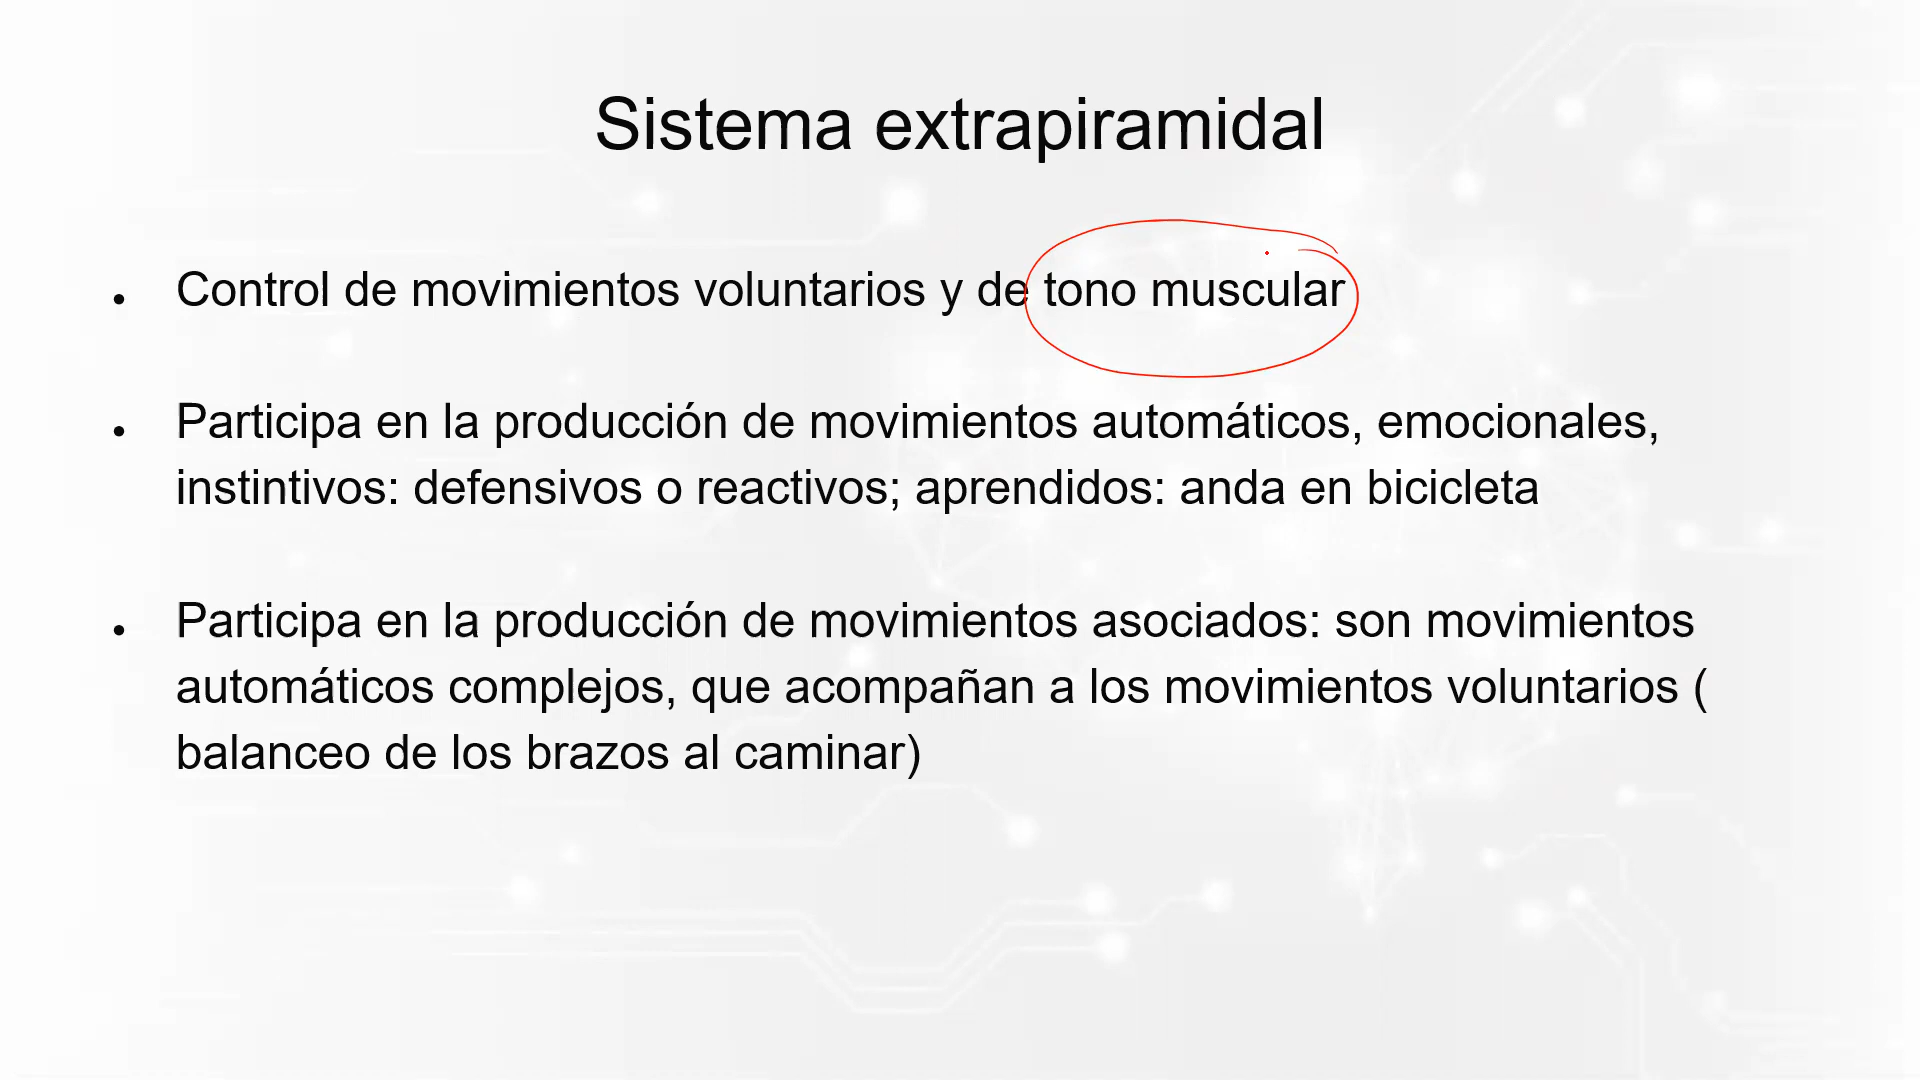 Sistema extrapiramidal
• Control de movimientos voluntarios y de tono muscular
• Participa en la producción de movimientos automáticos, emocionales,
instintivos: defensivos o reactivos; aprendidos: anda en bicicleta
• Participa en la producción de movimientos asociados: son movimientos
automáticos complejos, que acompañan a los movimientos voluntarios (
balanceo de los brazos al caminar)